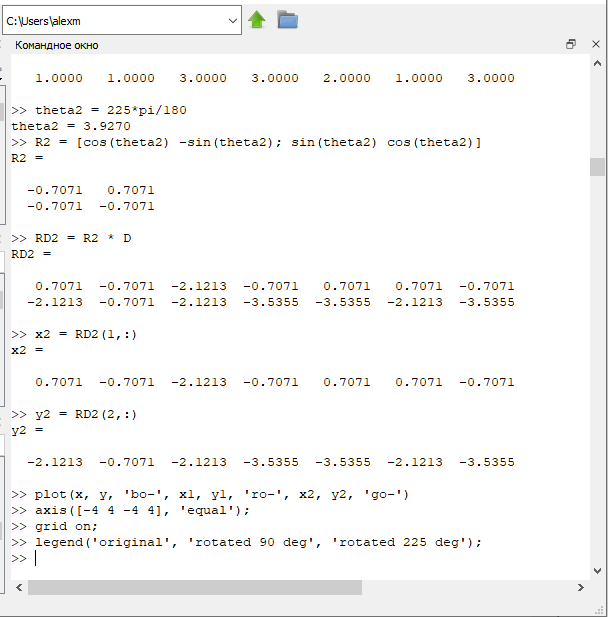 C:\Users\alexm
Командное окно
1.0000 1.0000 3.0000 3.0000 2.0000 1.0000 3.0000
>> theta2 = 225*pi/180
theta2 = 3.9270
>> R2 = [cos(theta2) -sin(theta2); sin(theta2) cos(theta2)]
R2 =
-0.7071 0.7071
-0.7071 -0.7071
>> RD2 = R2 * D
RD2 =
0.7071 -0.7071 -2.1213 -0.7071 0.7071 0.7071 -0.7071
-2.1213 -0.7071 -2.1213 -3.5355 -3.5355 -2.1213 -3.5355
>> x2 = RD2(1,:)
x2 =
0.7071 -0.7071 -2.1213 -0.7071 0.7071 0.7071 -0.7071
>> y2 = RD2(2,:)
y2 =
-2.1213 -0.7071 -2.1213 -3.5355 -3.5355 -2.1213 -3.5355
>> plot(x, y, 'bo-', x1, y1, 'ro-', x2, y2, 'go-')
>> axis([-4 4 -4 4], 'equal');
>> grid on;
>> legend('original', 'rotated 90 deg', 'rotated 225 deg');
>>